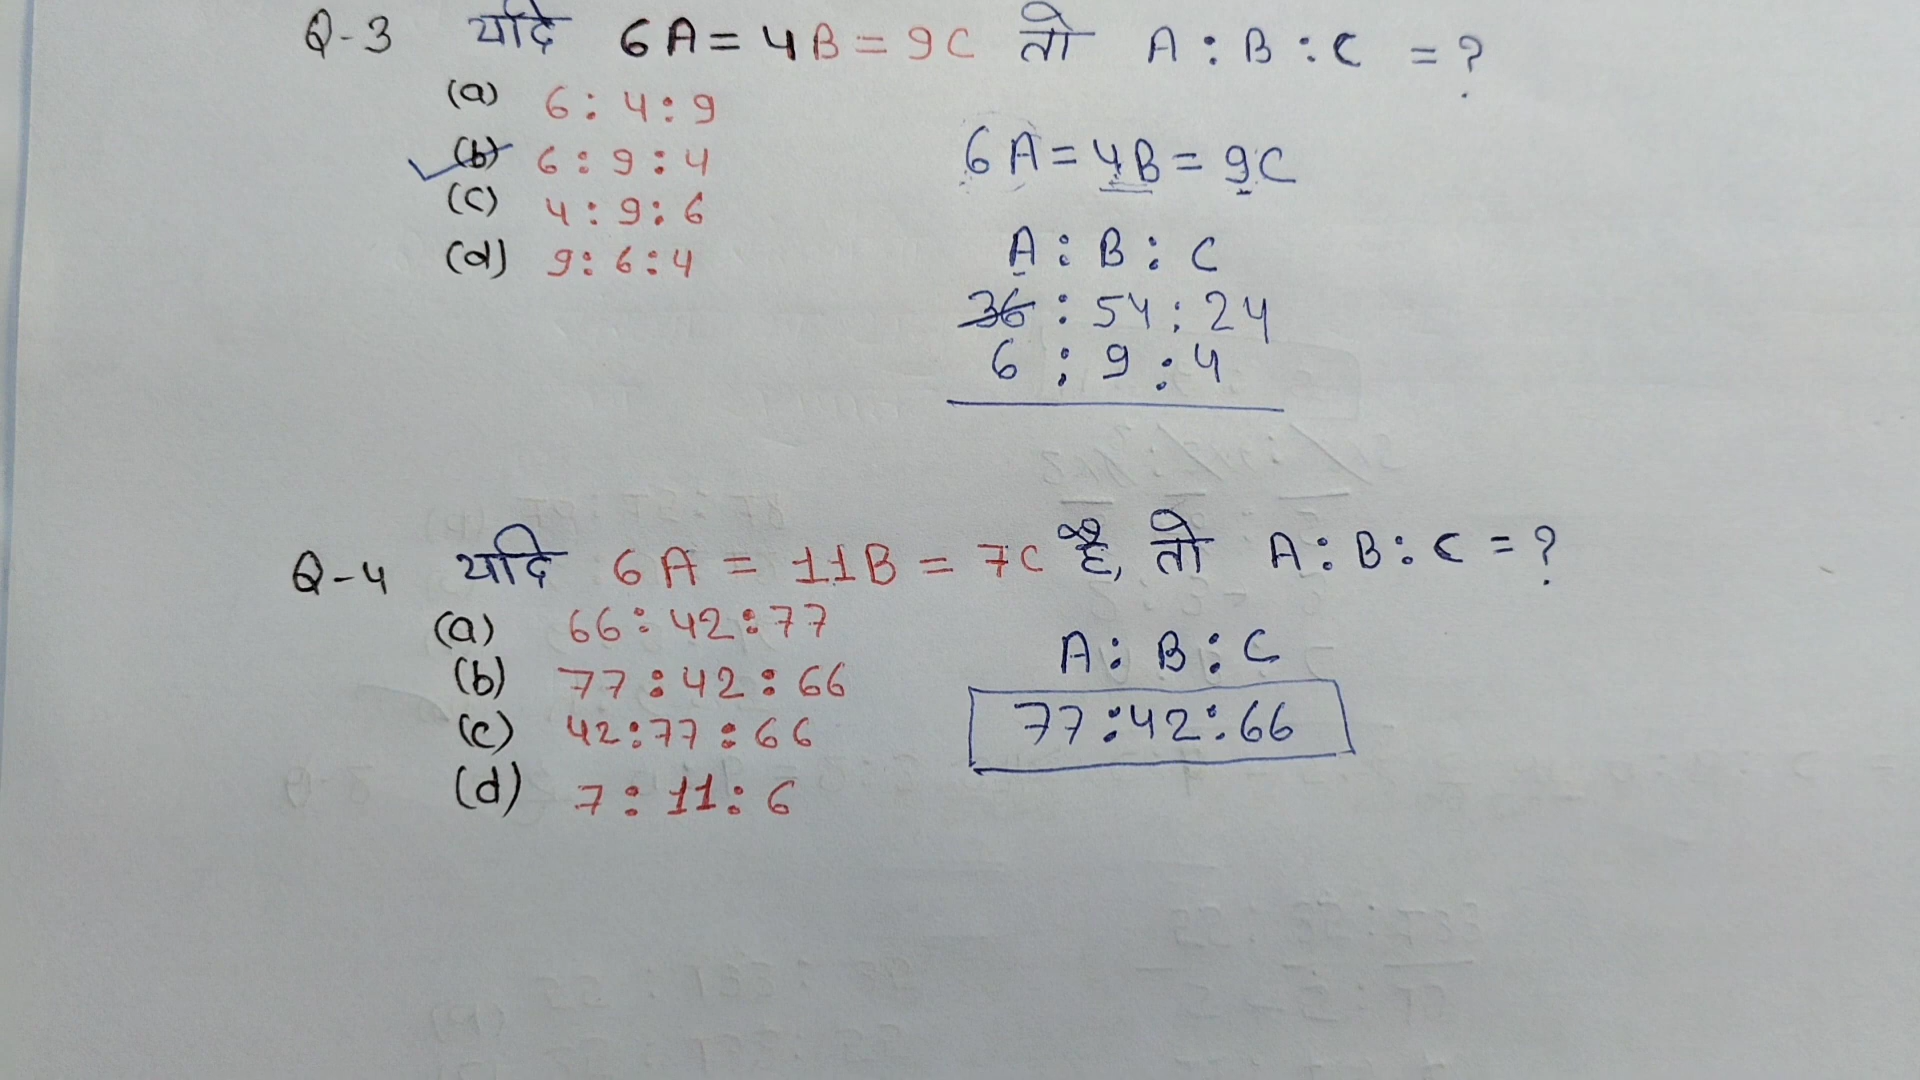 Q-3 यदि 6A = 4B = 9C तो A : B : C = ?
(a) 6 : 4 : 9
(b) 6 : 9 : 4
(c) 4 : 9 : 6
(d) 9 : 6 : 4
6A = 4B = 9C
A : B : C
36 : 54 : 24
6 : 9 : 4
Q-4 यदि 6A = 11B = 7C है, तो A : B : C = ?
(a) 66 : 42 : 77
(b) 77 : 42 : 66
(c) 42 : 77 : 66
(d) 7 : 11 : 6
A : B : C
77 : 42 : 66